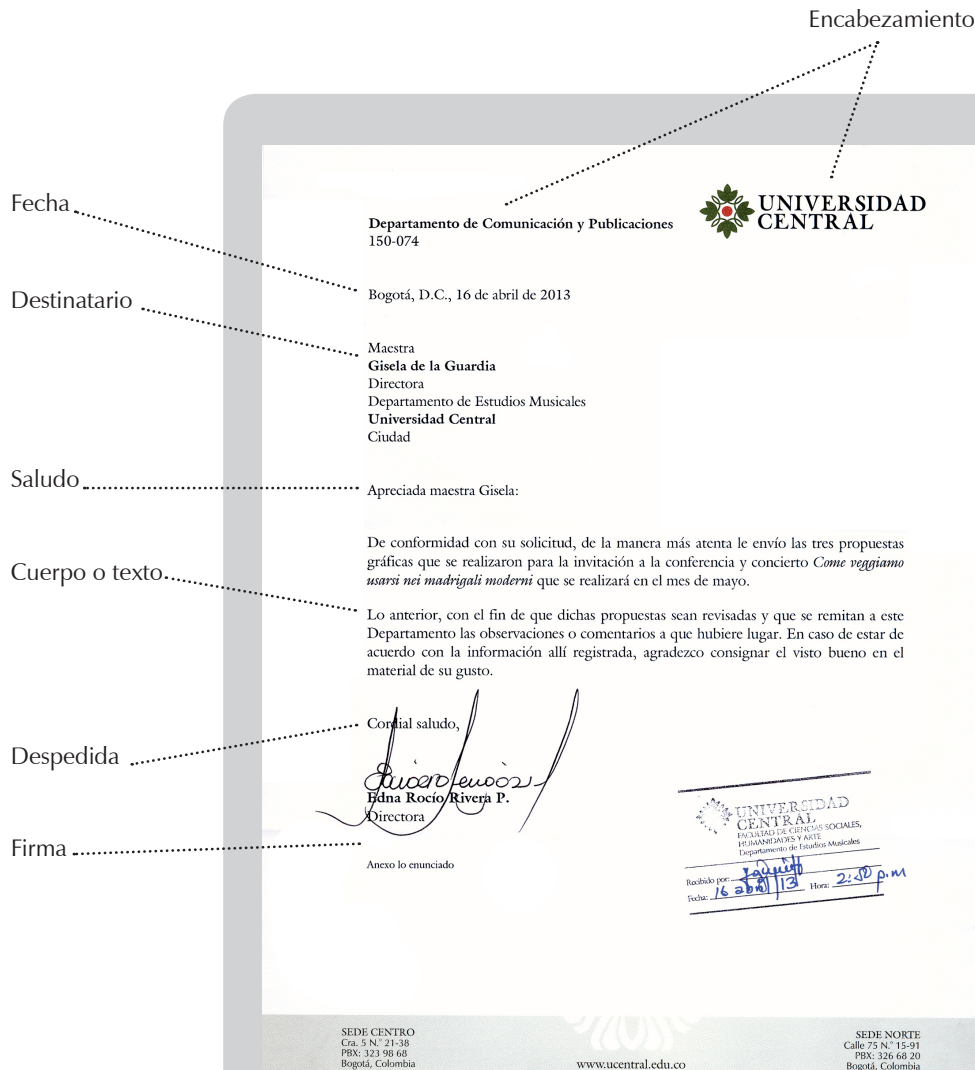 Encabezamiento
Fecha
UNIVERSIDAD
CENTRAL
Departamento de Comunicación y Publicaciones
150-074
Bogotá, D.C., 16 de abril de 2013
Destinatario
Maestra
Gisela de la Guardia
Directora
Departamento de Estudios Musicales
Universidad Central
Ciudad
Saludo
Apreciada maestra Gisela:
De conformidad con su solicitud, de la manera más atenta le envío las tres propuestas
gráficas que se realizaron para la invitación a la conferencia y concierto Come veggiamo
usarsi nei madrigali moderni que se realizará en el mes de mayo.
Cuerpo o texto
Lo anterior, con el fin de que dichas propuestas sean revisadas y que se remitan a este
Departamento las observaciones o comentarios a que hubiere lugar. En caso de estar de
acuerdo con la información allí registrada, agradezco consignar el visto bueno en el
material de su gusto.
Cordial saludo,
Despedida
Edna Rocío Rivera P.
Directora
Firma
Anexo lo enunciado
UNIVERSIDAD
CENTRAL
FACULTAD DE CIENCIAS SOCIALES,
HUMANIDADES Y ARTE
Departamento de Estudios Musicales
Recibido por:
Fecha: 16 abril/13 Hora: 2:50 p.m
SEDE CENTRO
Cra. 5 N.° 21-38
PBX: 323 98 68
Bogotá, Colombia
www.ucentral.edu.co
SEDE NORTE
Calle 75 N.° 15-91
PBX: 326 68 20
Bogotá, Colombia